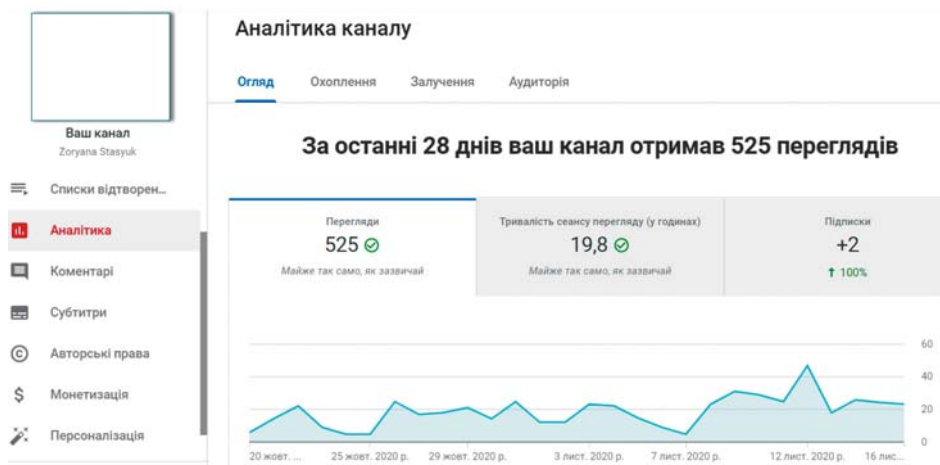 Аналітика каналу
Огляд Охоплення Залучення Аудиторія
Ваш канал
Zoryana Stasyuk
Списки відтворен...
Аналітика
Коментарі
Субтитри
Авторські права
Монетизація
Персоналізація
За останні 28 днів ваш канал отримав 525 переглядів
Перегляди
525
Майже так само, як зазвичай
Тривалість сеансу перегляду (у годинах)
19,8
Майже так само, як зазвичай
Підписки
+2
100%
60
40
20
0
20 жовт. ... 25 жовт. 2020 р. 29 жовт. 2020 р. 3 лист. 2020 р. 7 лист. 2020 р. 12 лист. 2020 р. 16 лис...